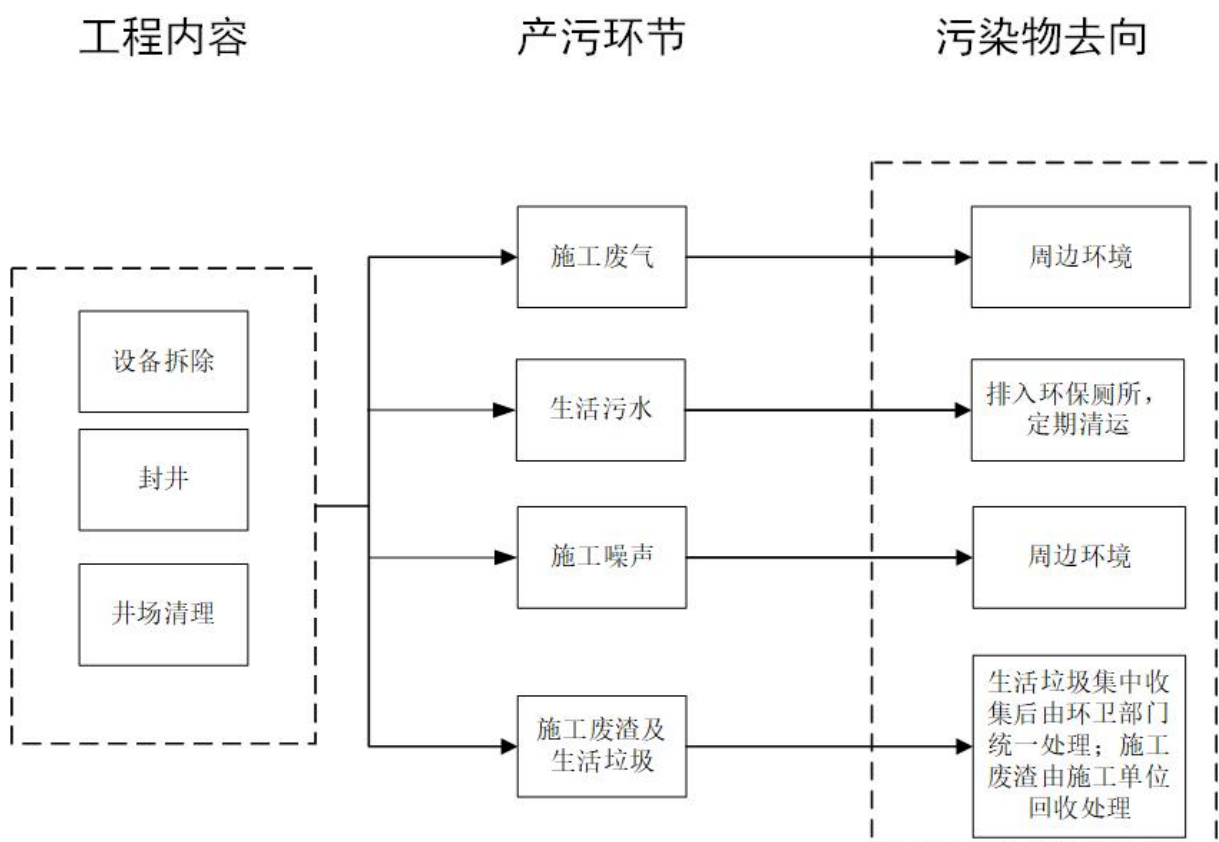 工程内容
产污环节
污染物去向
设备拆除
封井
井场清理
施工废气
周边环境
生活污水
排入环保厕所，
定期清运
施工噪声
周边环境
施工废渣及
生活垃圾
生活垃圾集中收
集后由环卫部门
统一处理；施工
废渣由施工单位
回收处理